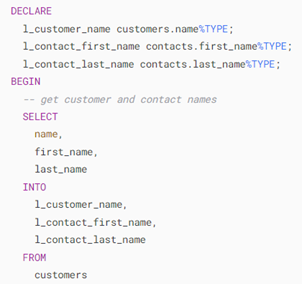 DECLARE
  l_customer_name customers.name%TYPE;
  l_contact_first_name contacts.first_name%TYPE;
  l_contact_last_name contacts.last_name%TYPE;
BEGIN
  -- get customer and contact names
  SELECT
    name,
    first_name,
    last_name
  INTO
    l_customer_name,
    l_contact_first_name,
    l_contact_last_name
  FROM
    customers